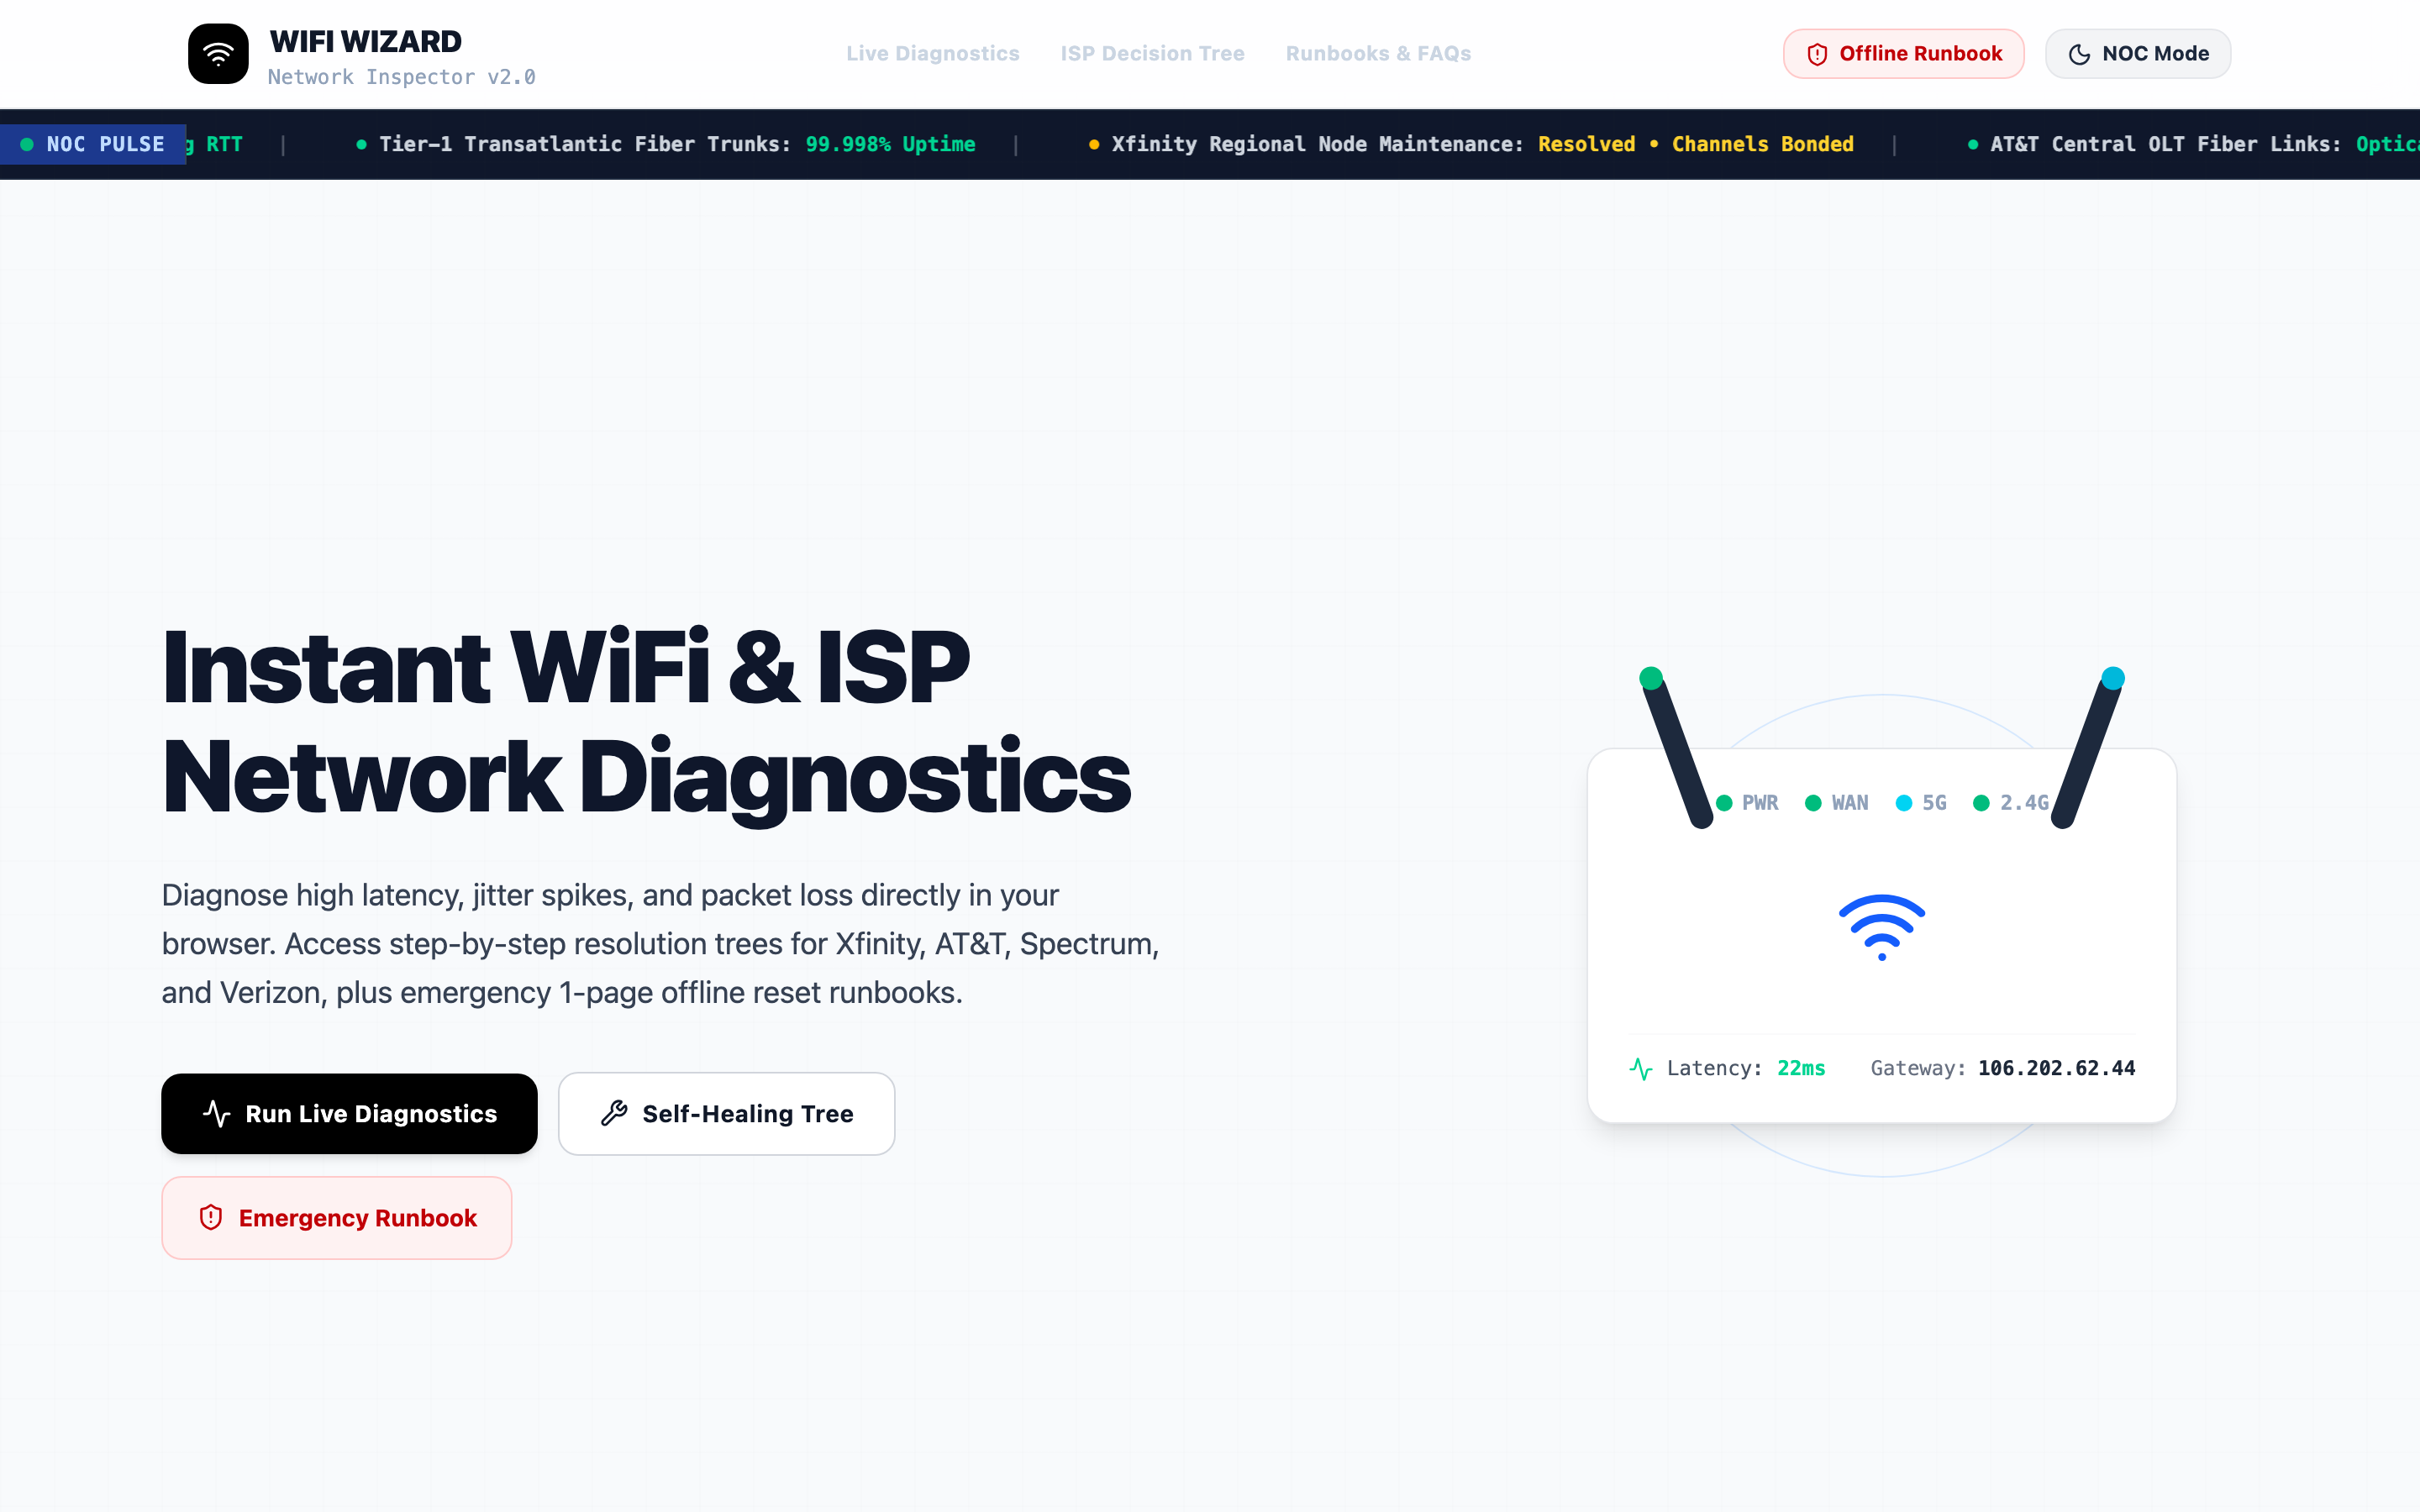 WIFI WIZARD
Network Inspector v2.0
Live Diagnostics
ISP Decision Tree
Runbooks & FAQs
Offline Runbook
NOC Mode
NOC PULSE
RTT | Tier-1 Transatlantic Fiber Trunks: 99.998% Uptime | Xfinity Regional Node Maintenance: Resolved • Channels Bonded | AT&T Central OLT Fiber Links:
Instant WiFi & ISP
Network Diagnostics
Diagnose high latency, jitter spikes, and packet loss directly in your
browser. Access step-by-step resolution trees for Xfinity, AT&T, Spectrum,
and Verizon, plus emergency 1-page offline reset runbooks.
Run Live Diagnostics
Self-Healing Tree
Emergency Runbook
PWR WAN 5G 2.4G
Latency: 22ms
Gateway: 106.202.62.44